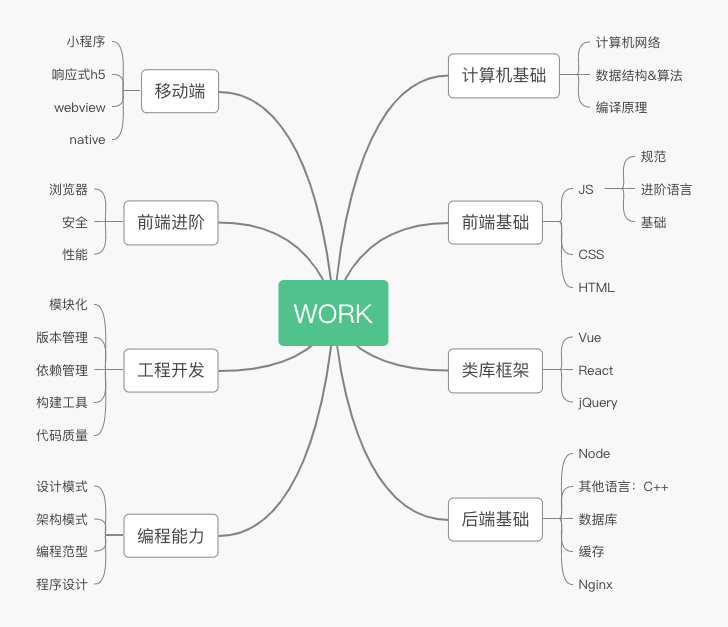 WORK
计算机基础
计算机网络
数据结构&算法
编译原理
前端基础
JS
规范
进阶语言
基础
CSS
HTML
类库框架
Vue
React
jQuery
后端基础
Node
其他语言：C++
数据库
缓存
Nginx
移动端
小程序
响应式h5
webview
native
前端进阶
浏览器
安全
性能
工程开发
模块化
版本管理
依赖管理
构建工具
代码质量
编程能力
设计模式
架构模式
编程范型
程序设计